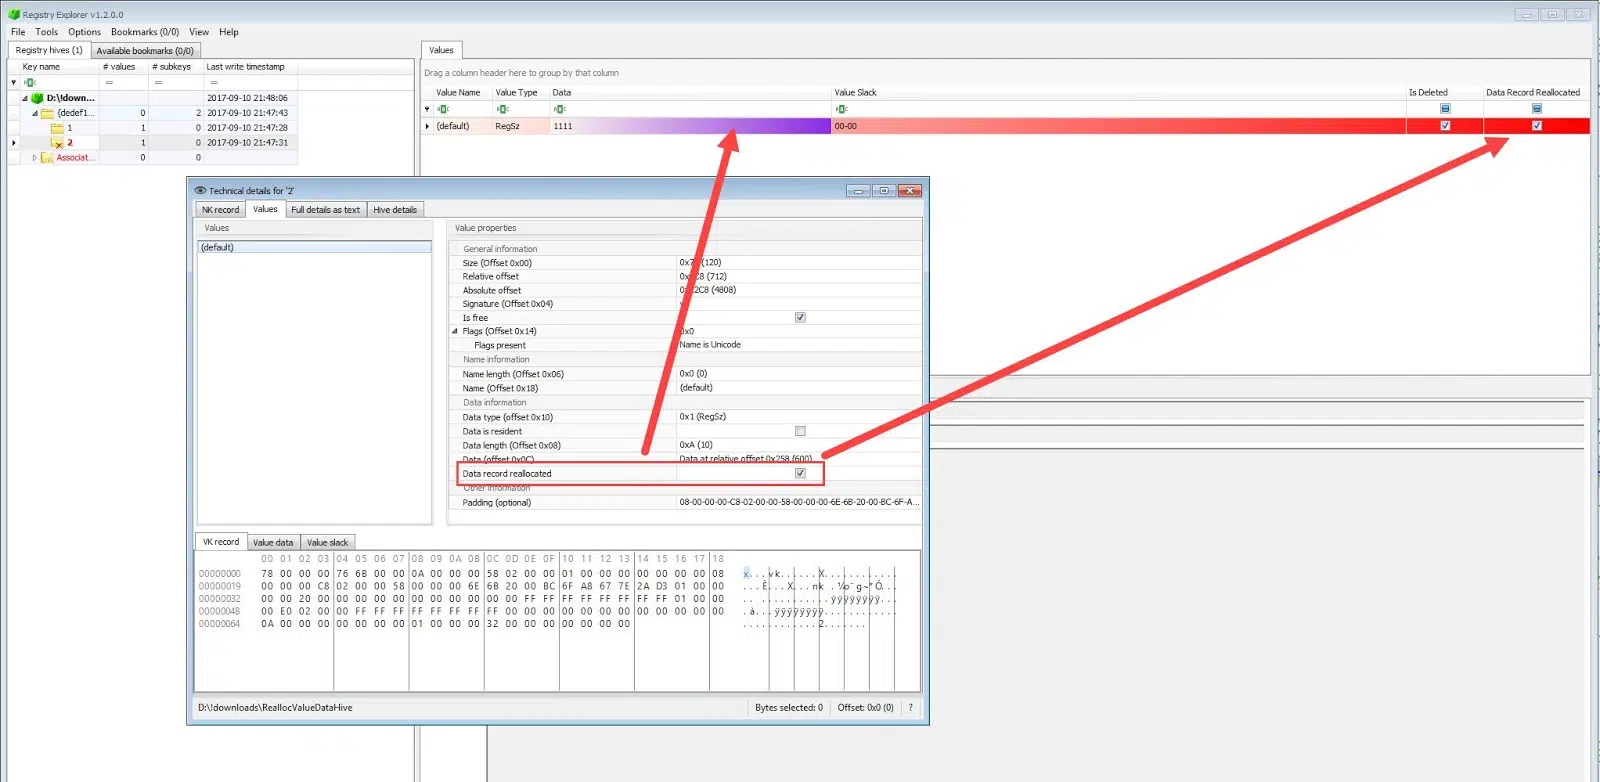 Registry Explorer v1.2.0.0
File Tools Options Bookmarks (0/0) View Help
Registry hives (1) Available bookmarks (0/0)
Key name # values # subkeys Last write timestamp
= = =
D:\!down... 2017-09-10 21:48:06
{dedef1... 0 2 2017-09-10 21:47:43
1 1 0 2017-09-10 21:47:28
2 1 0 2017-09-10 21:47:31
Associat... 0 0
Values
Drag a column header here to group by that column
Value Name Value Type Data Value Slack Is Deleted Data Record Reallocated
(default) RegSz 1111 00-00
Technical details for '2'
NK record Values Full details as text Hive details
Values
(default)
Value properties
General information
Size (Offset 0x00) (120)
Relative offset (712)
Absolute offset (4808)
Signature (Offset 0x04)
Is free
Flags (Offset 0x14) 0x0
Flags present Name is Unicode
Name information
Name length (Offset 0x06) 0x0 (0)
Name (Offset 0x18) (default)
Data information
Data type (offset 0x10) 0x1 (RegSz)
Data is resident
Data length (Offset 0x08) 0xA (10)
Data (offset 0x0C) Data at relative offset 0x258 (600)
Data record reallocated
Other information
Padding (optional) 08-00-00-00-C8-02-00-00-58-00-00-00-6E-6B-20-00-BC-6F-A...
VK record Value data Value slack
00 01 02 03 04 05 06 07 08 09 0A 0B 0C 0D 0E 0F 10 11 12 13 14 15 16 17 18
00000000 78 00 00 00 76 6B 00 00 0A 00 00 00 58 02 00 00 01 00 00 00 00 00 00 00 08 x...vk......X............
00000019 00 00 00 C8 02 00 00 58 00 00 00 6E 6B 20 00 BC 6F A8 67 7E 2A D3 01 00 00 ...È...X...nk .¼o¨g~*Ó...
00000032 00 00 20 00 00 00 00 00 00 00 00 00 00 00 FF FF FF FF FF FF FF FF 01 00 00 .. ...........ÿÿÿÿÿÿÿÿ...
0000004B 00 E0 02 00 00 FF FF FF FF FF FF FF FF 00 00 00 00 00 00 00 00 00 00 00 00 .à...ÿÿÿÿÿÿÿÿ............
00000064 0A 00 00 00 00 00 00 00 01 00 00 00 32 00 00 00 00 00 00 00 ............2.......
D:\!downloads\ReallocValueDataHive Bytes selected: 0 Offset: 0x0 (0) ?